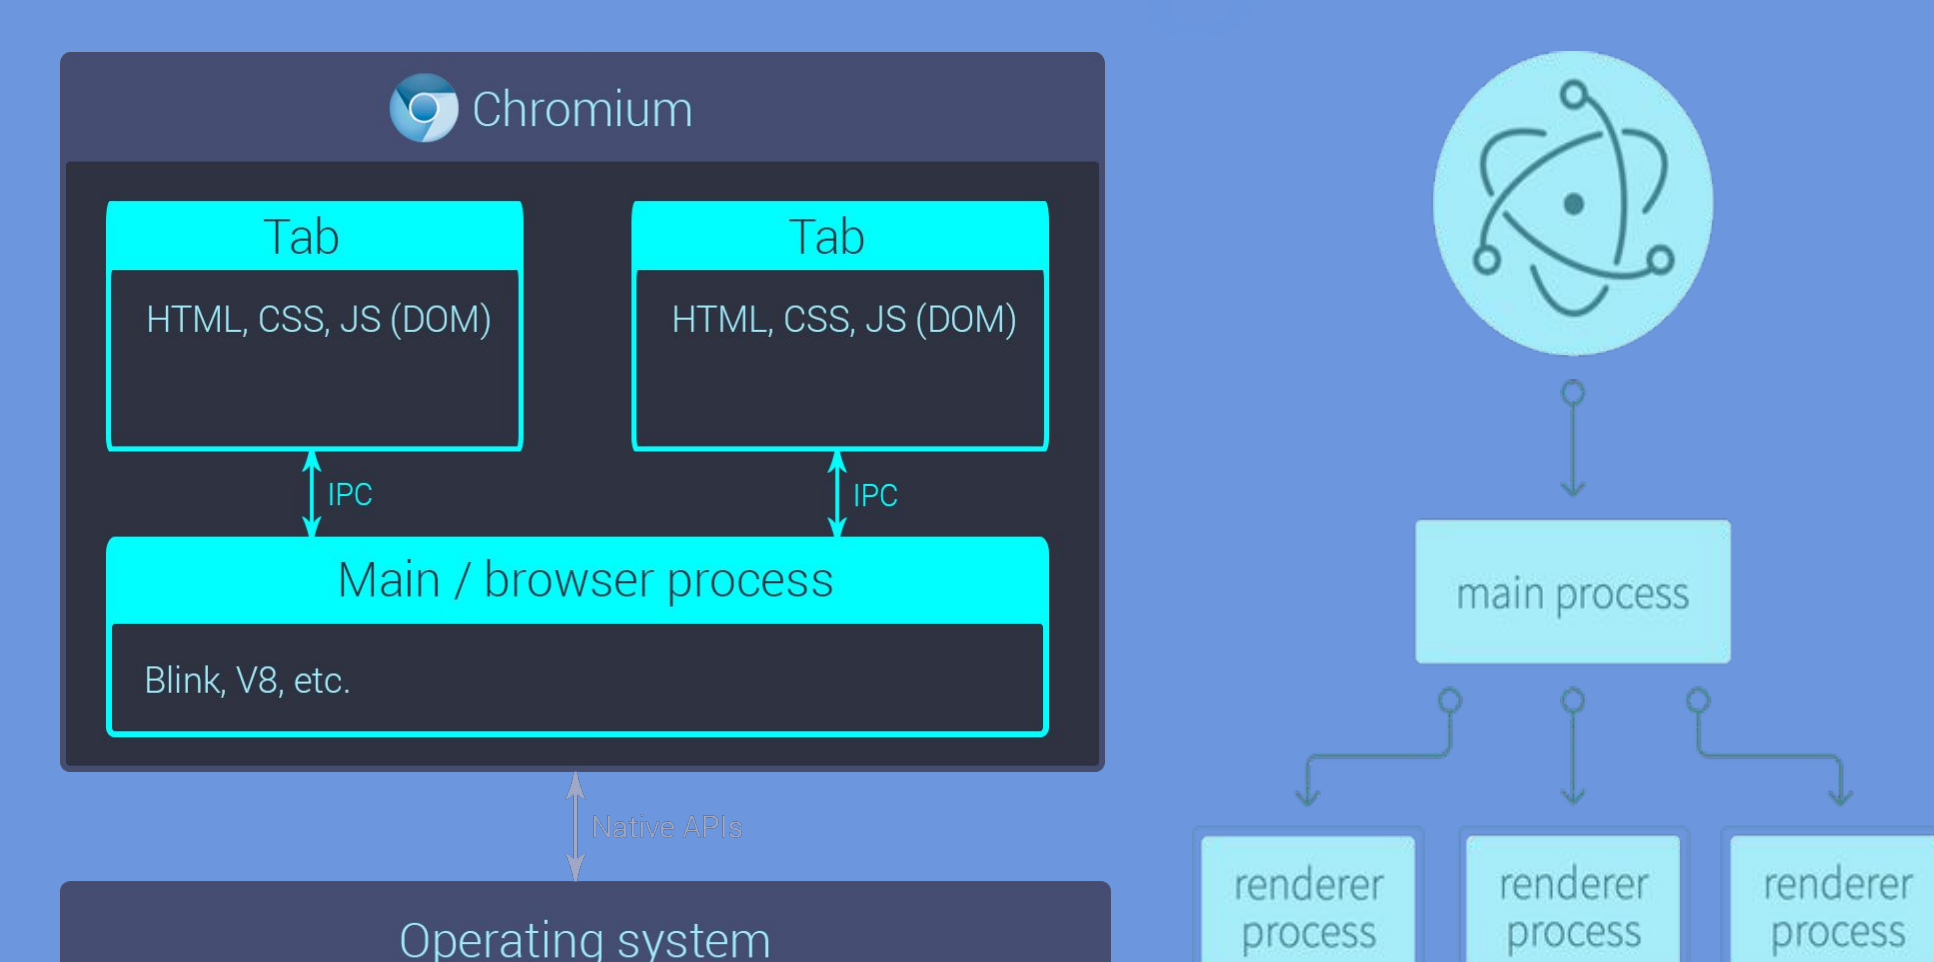 Chromium
Tab
HTML, CSS, JS (DOM)
IPC
Tab
HTML, CSS, JS (DOM)
IPC
Main / browser process
Blink, V8, etc.
Native APIs
Operating system
main process
renderer
process
renderer
process
renderer
process